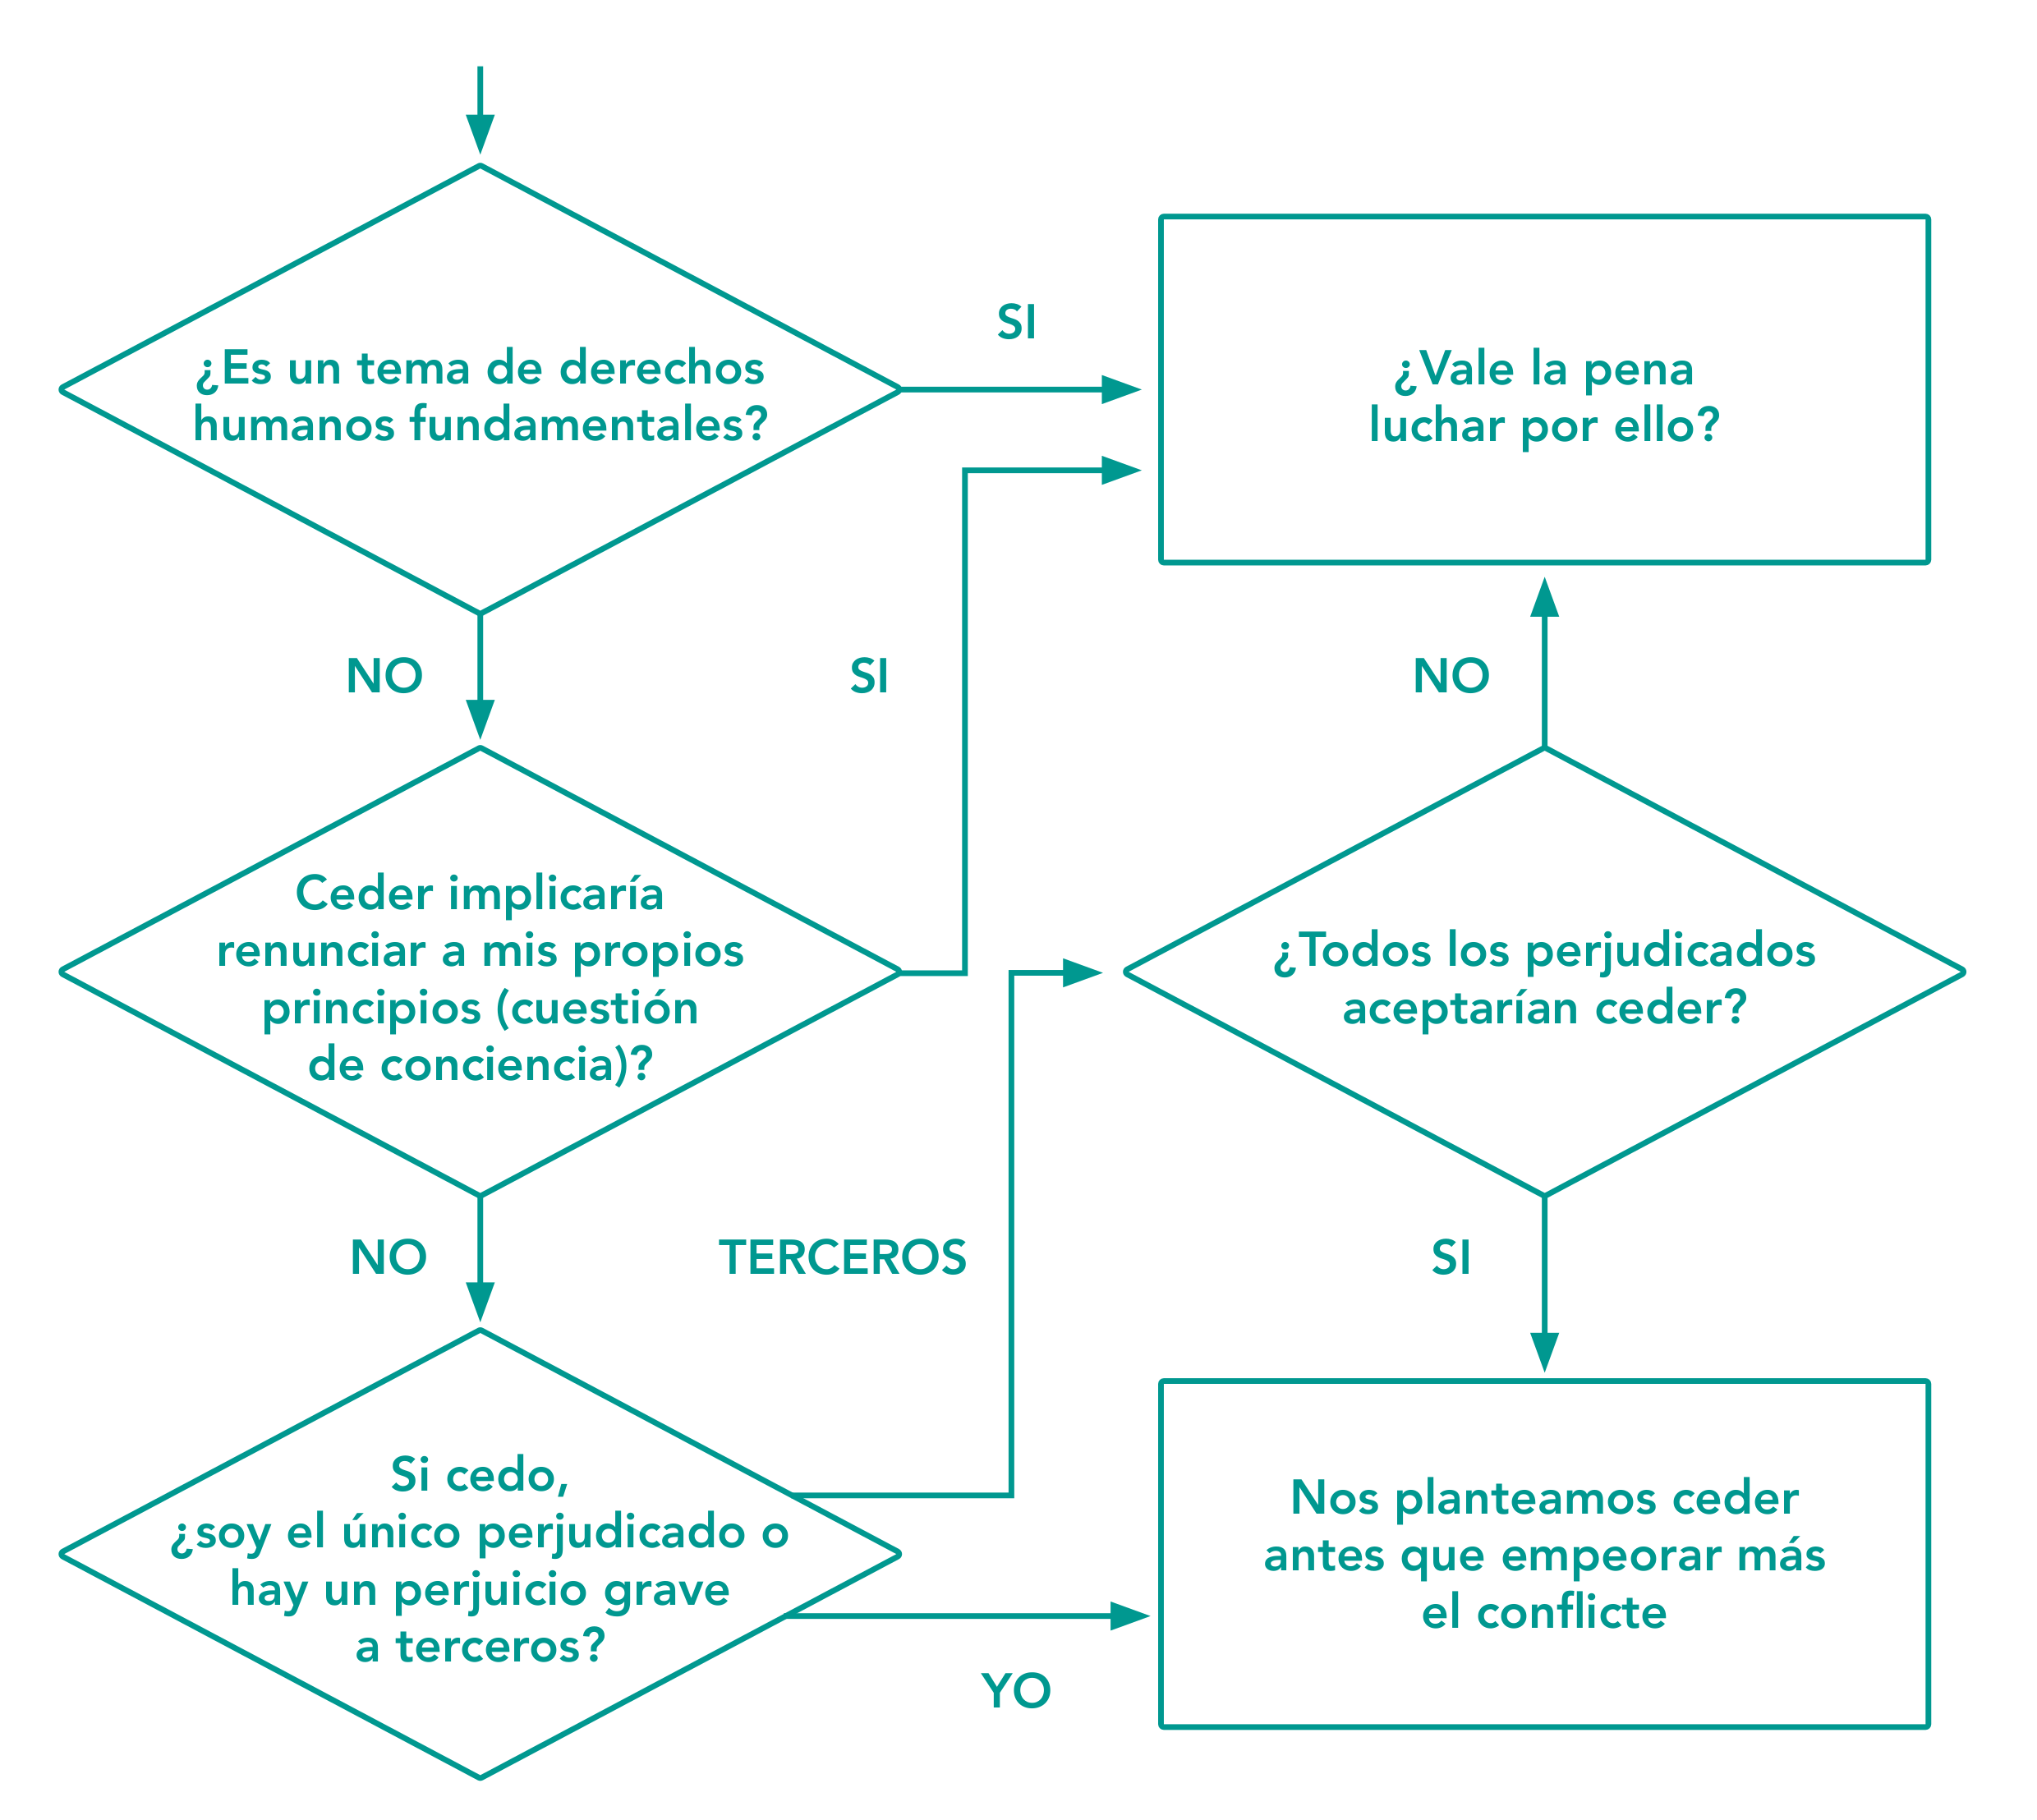 ¿Es un tema de derechos
humanos fundamentales?
SI
¿Vale la pena
luchar por ello?
NO
SI
NO
Ceder implicaría
renunciar a mis propios
principios (cuestión
de conciencia)?
¿Todos los perjudicados
aceptarían ceder?
NO
TERCEROS
SI
Si cedo,
¿soy el único perjudicado o
hay un perjuicio grave
a terceros?
Nos planteamos ceder
antes que empeorar más
el conflicte
YO